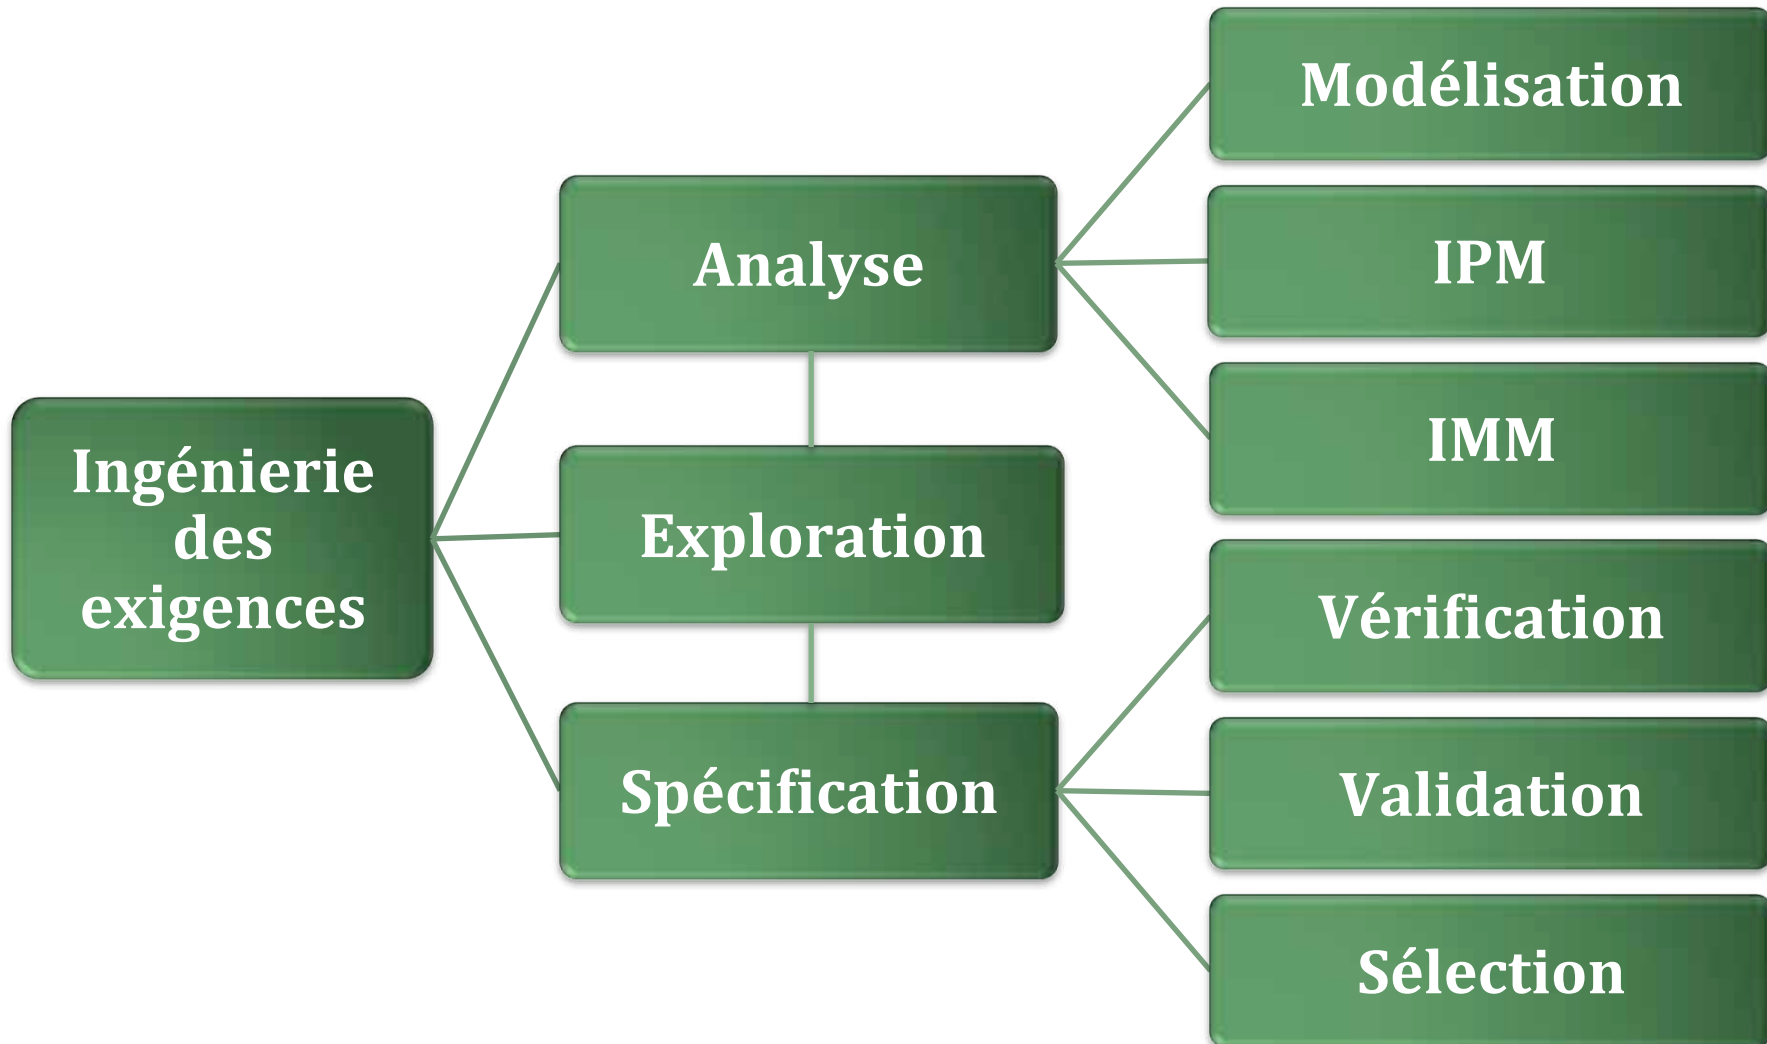 Ingénierie
des
exigences
Analyse
Exploration
Spécification
Modélisation
IPM
IMM
Vérification
Validation
Sélection